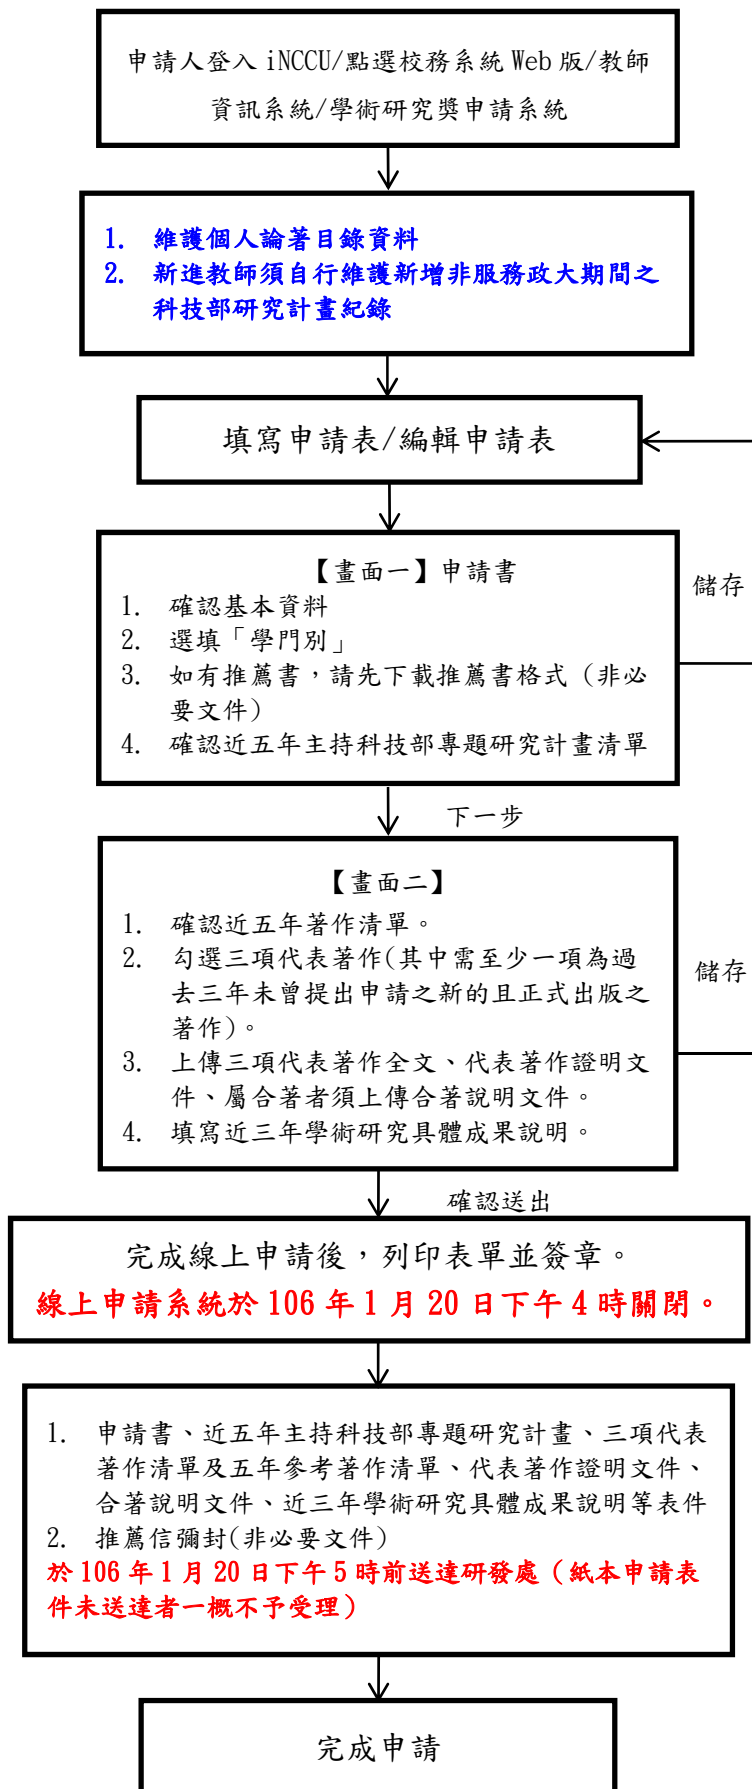 申請人登入 iNCCU/點選校務系統 Web 版/教師
資訊系統/學術研究獎申請系統
1. 維護個人論著目錄資料
2. 新進教師須自行維護新增非服務政大期間之
科技部研究計畫紀錄
填寫申請表/編輯申請表
【畫面一】申請書
1. 確認基本資料
2. 選填「學門別」
3. 如有推薦書，請先下載推薦書格式（非必
要文件）
4. 確認近五年主持科技部專題研究計畫清單
儲存
下一步
【畫面二】
1. 確認近五年著作清單。
2. 勾選三項代表著作(其中需至少一項為過
去三年未曾提出申請之新的且正式出版之
著作)。
3. 上傳三項代表著作全文、代表著作證明文
件、屬合著者須上傳合著說明文件。
4. 填寫近三年學術研究具體成果說明。
儲存
確認送出
完成線上申請後，列印表單並簽章。
線上申請系統於 106 年 1 月 20 日下午 4 時關閉。
1. 申請書、近五年主持科技部專題研究計畫、三項代表
著作清單及五年參考著作清單、代表著作證明文件、
合著說明文件、近三年學術研究具體成果說明等表件
2. 推薦信彌封(非必要文件)
於 106 年 1 月 20 日下午 5 時前送達研發處（紙本申請表
件未送達者一概不予受理）
完成申請